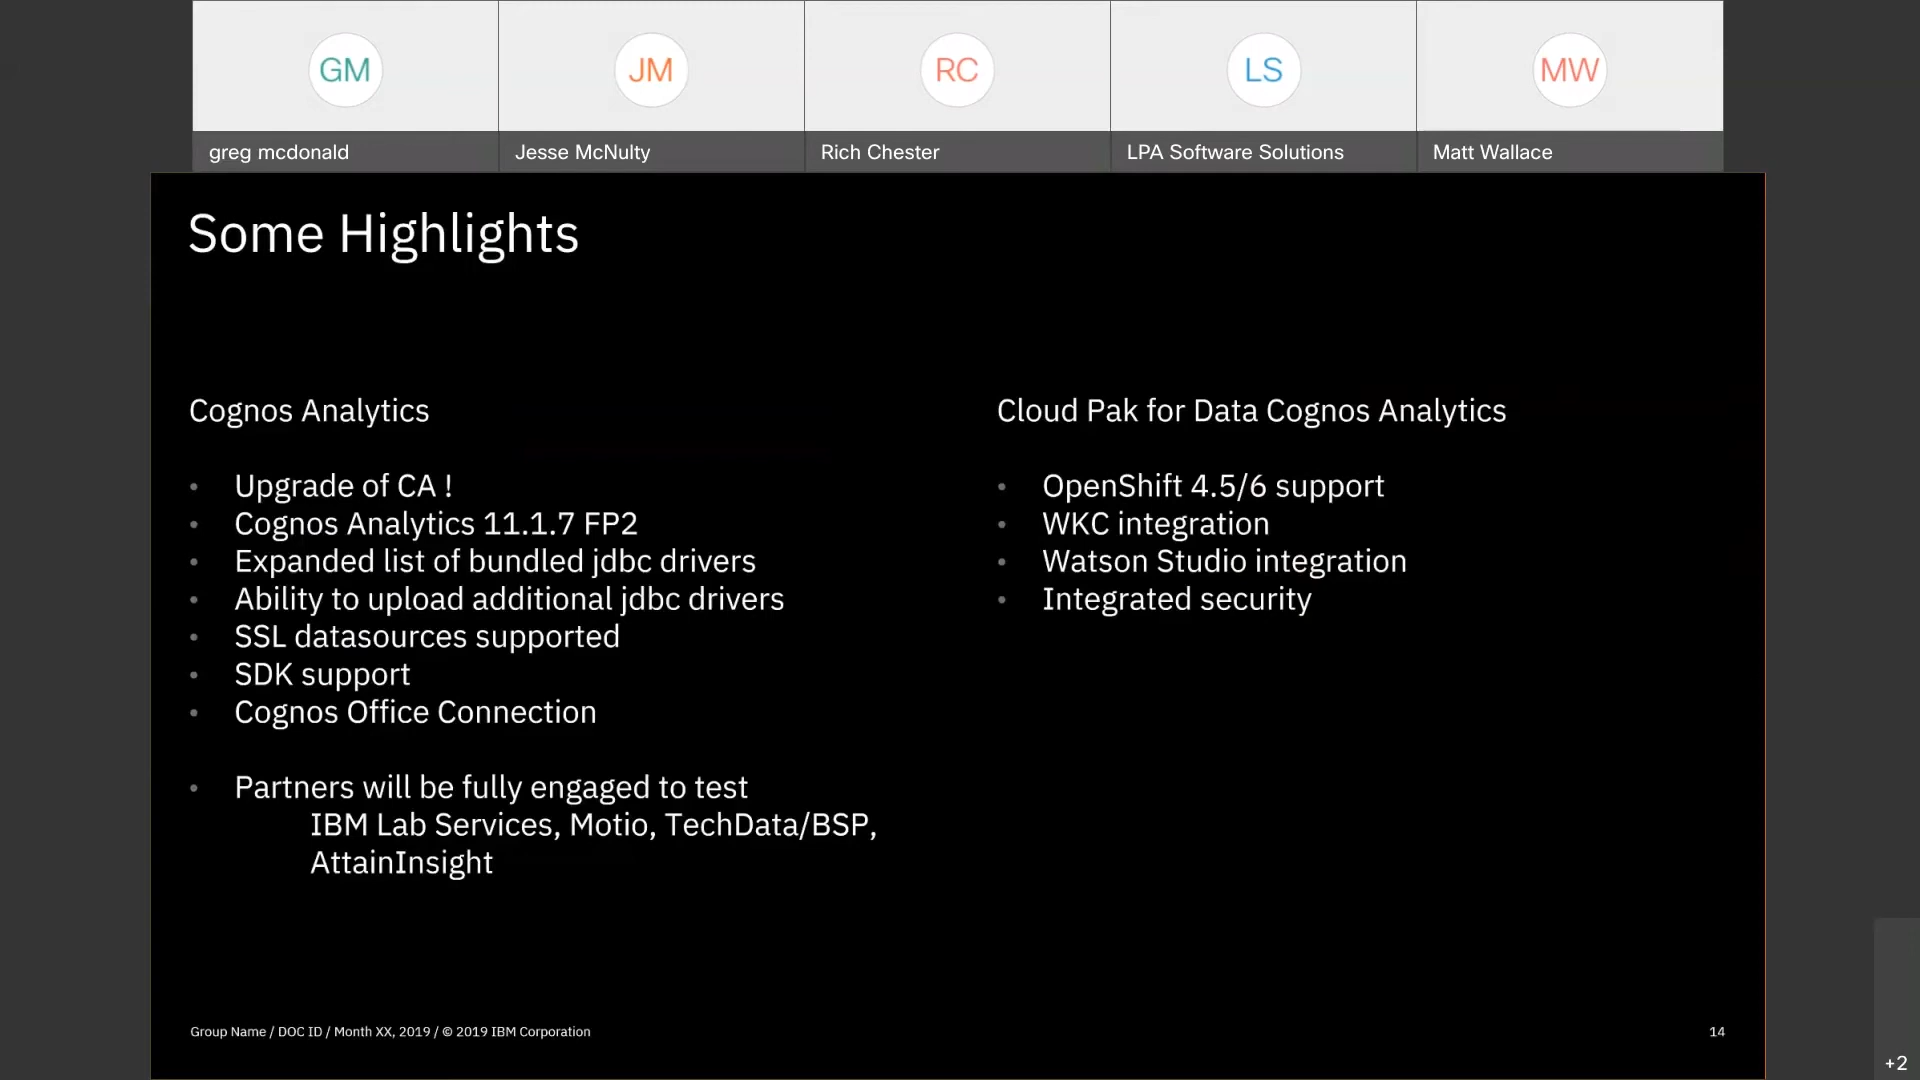 GM
JM
RC
LS
MW
greg mcdonald
Jesse McNulty
Rich Chester
LPA Software Solutions
Matt Wallace
Some Highlights
Cognos Analytics
• Upgrade of CA !
• Cognos Analytics 11.1.7 FP2
• Expanded list of bundled jdbc drivers
• Ability to upload additional jdbc drivers
• SSL datasources supported
• SDK support
• Cognos Office Connection
• Partners will be fully engaged to test
IBM Lab Services, Motio, TechData/BSP,
AttainInsight
Cloud Pak for Data Cognos Analytics
• OpenShift 4.5/6 support
• WKC integration
• Watson Studio integration
• Integrated security
Group Name / DOC ID / Month XX, 2019 / © 2019 IBM Corporation
14
+2